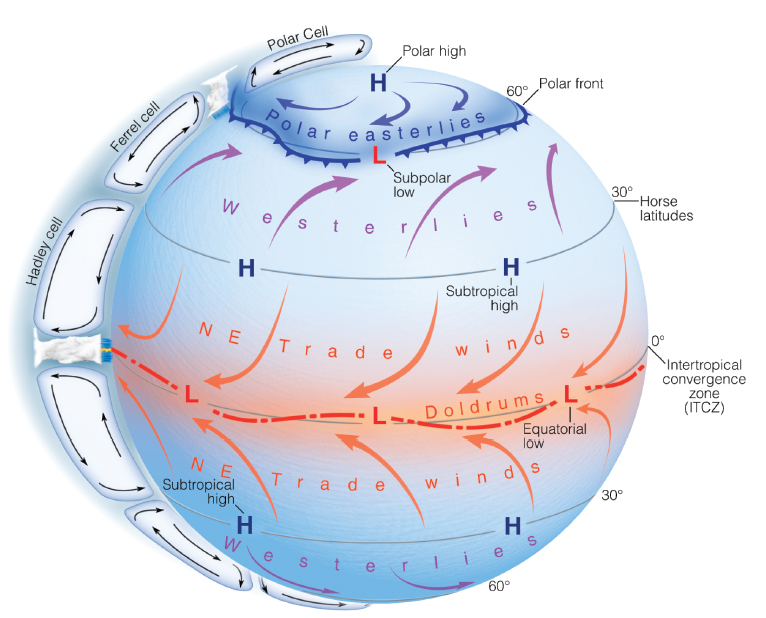 Polar Cell
Polar high
H
60°
Polar front
Polar easterlies
Ferrel cell
L
Subpolar
low
30°
Horse
latitudes
Westerlies
Hadley cell
H
H
Subtropical
high
NE Trade winds
0°
Intertropical
convergence
zone
(ITCZ)
L
L
L
Doldrums
Equatorial
low
NE Trade winds
Subtropical
high
30°
H
H
Westerlies
60°